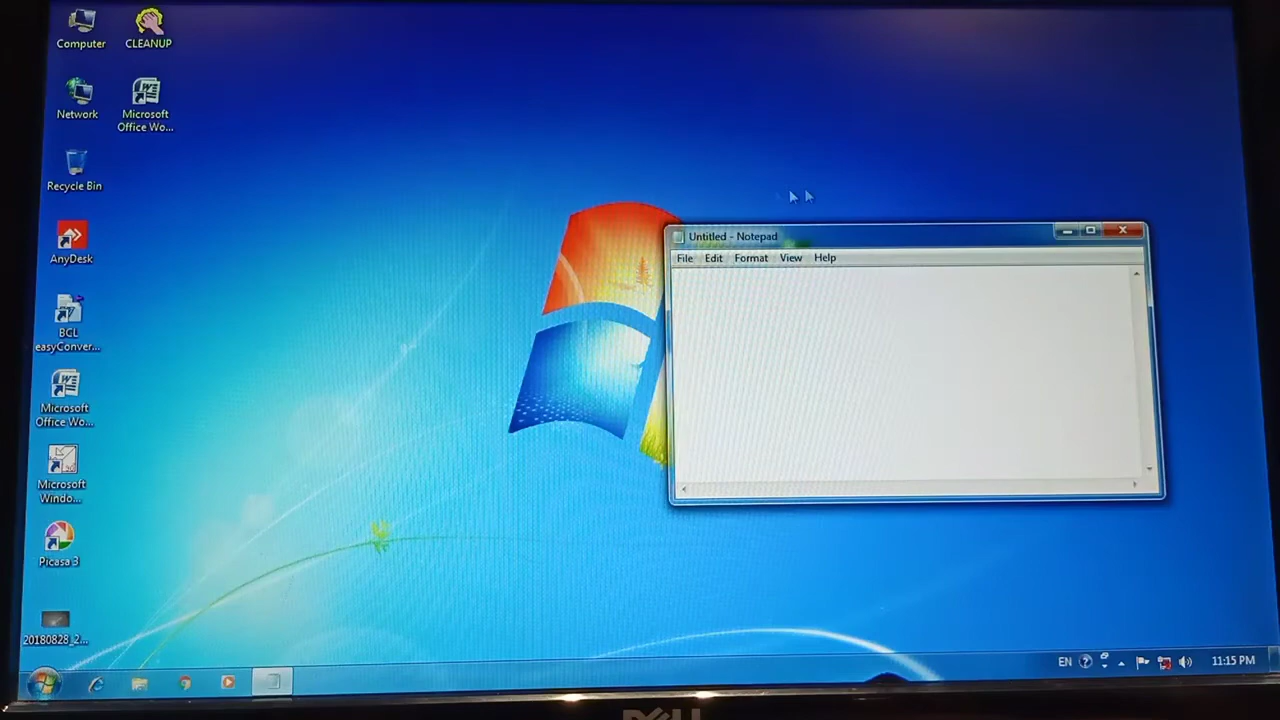 Computer
CLEANUP
Network
Microsoft
Office Wo...
Recycle Bin
AnyDesk
BCL
easyConver...
Microsoft
Office Wo...
Microsoft
Windo...
Picasa 3
20180828_2...
Untitled - Notepad
File Edit Format View Help
EN
11:15 PM
DELL